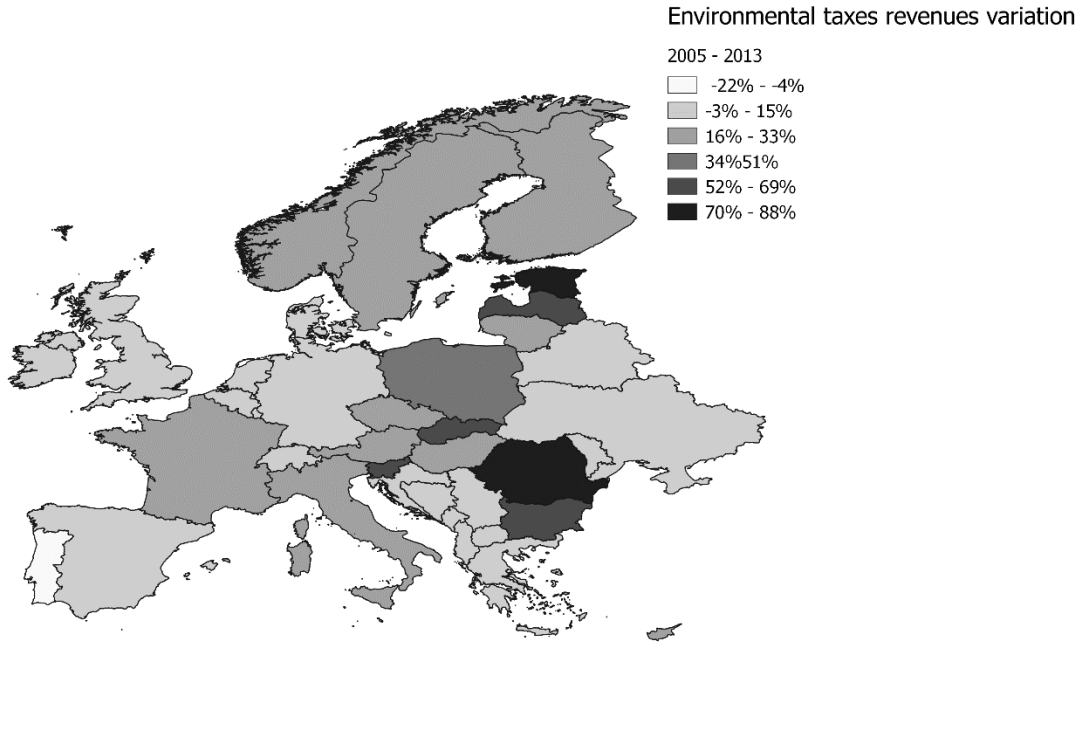 Environmental taxes revenues variation
2005 - 2013
-22% - -4%
-3% - 15%
16% - 33%
34%51%
52% - 69%
70% - 88%